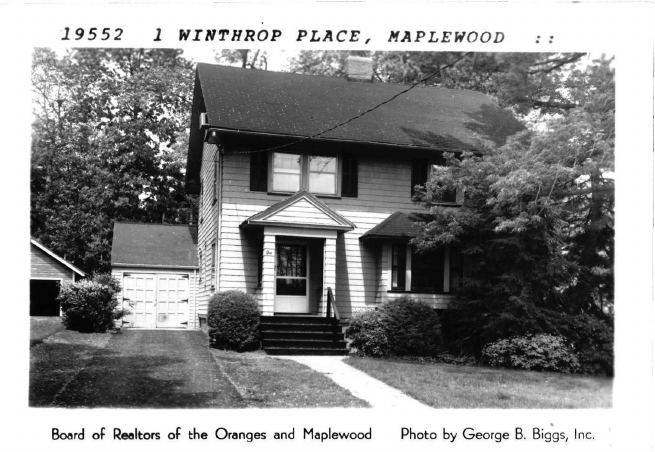 19552 1 WINTHROP PLACE, MAPLEWOOD ::
Board of Realtors of the Oranges and Maplewood Photo by George B. Biggs, Inc.